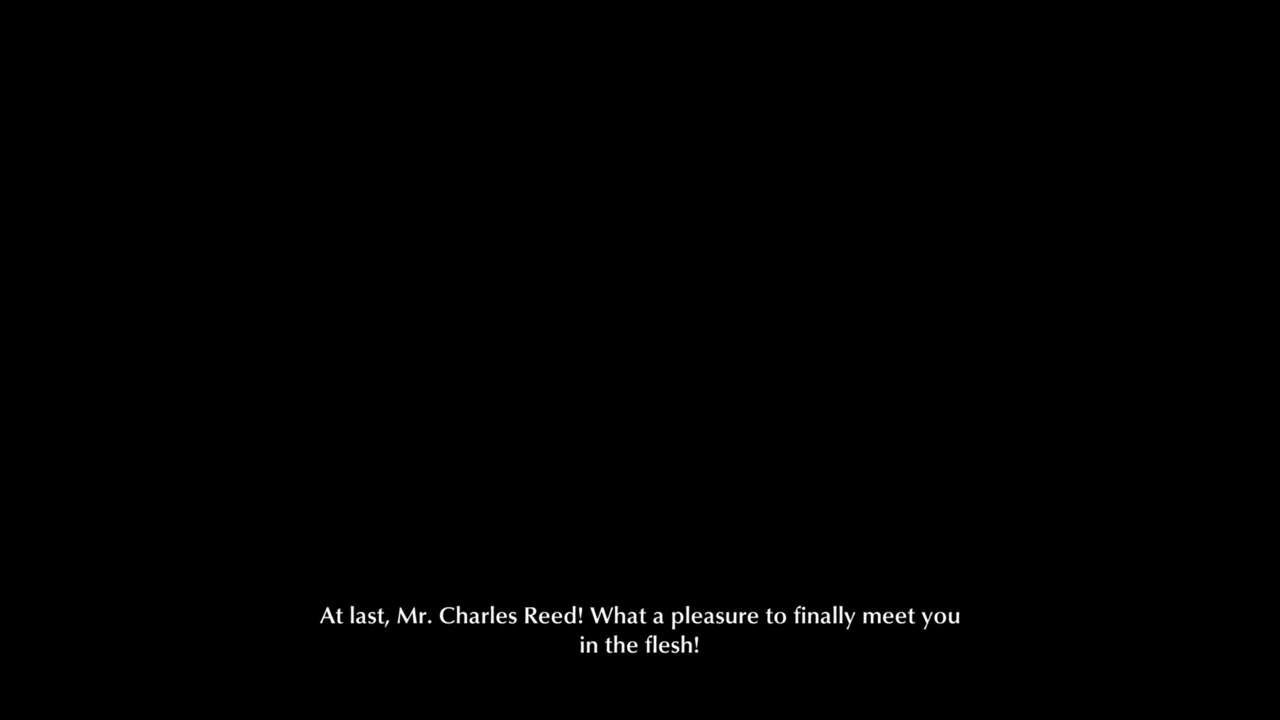 At last, Mr. Charles Reed! What a pleasure to finally meet you
in the flesh!